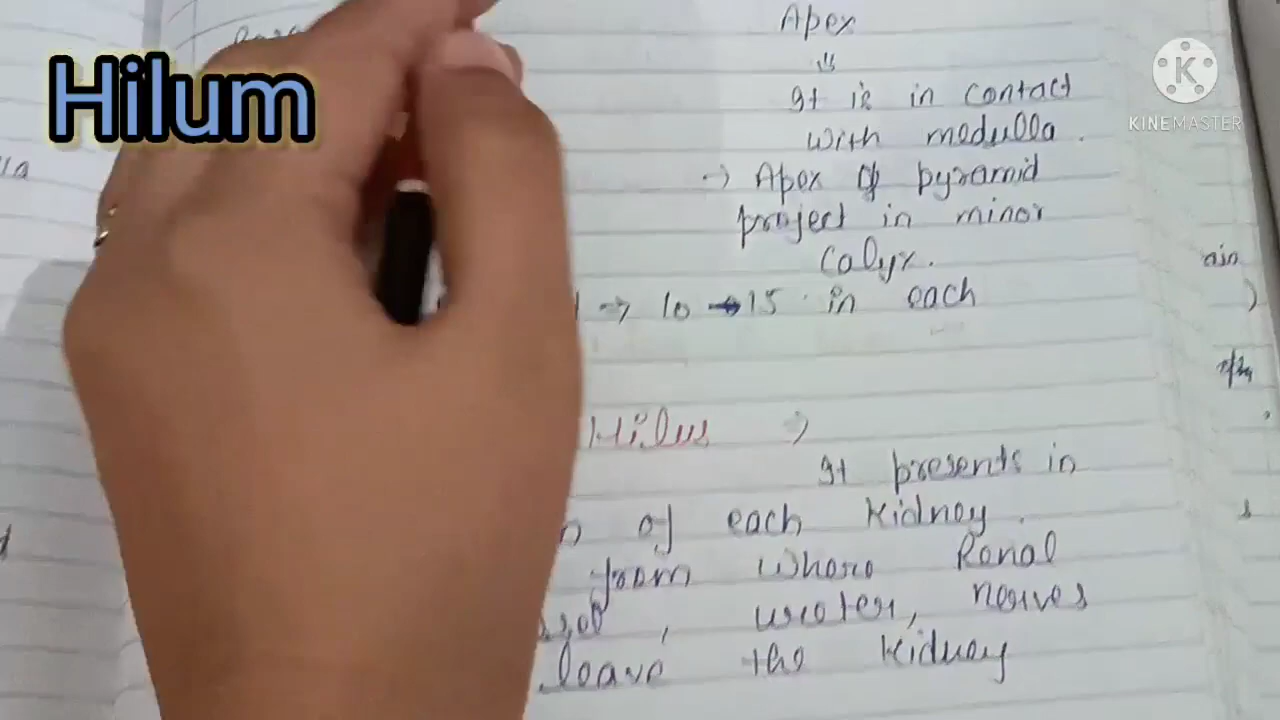 Hilum
Apex
It is in contact
with medulla.
→ Apex of pyramid
project in minor
Calyx.
→ 10 → 15 in each
Hilus →
It presents in
of each Kidney.
from where Renal
, ureter, nerves
leave the Kidney
K
KINEMASTER